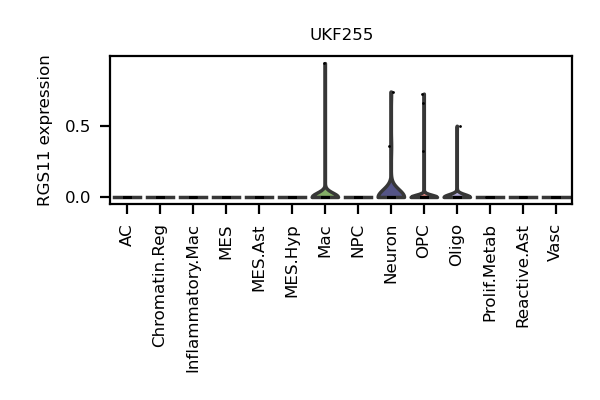 UKF255
RGS11 expression
0.5
0.0
AC
Chromatin.Reg
Inflammatory.Mac
MES
MES.Ast
MES.Hyp
Mac
NPC
Neuron
OPC
Oligo
Prolif.Metab
Reactive.Ast
Vasc